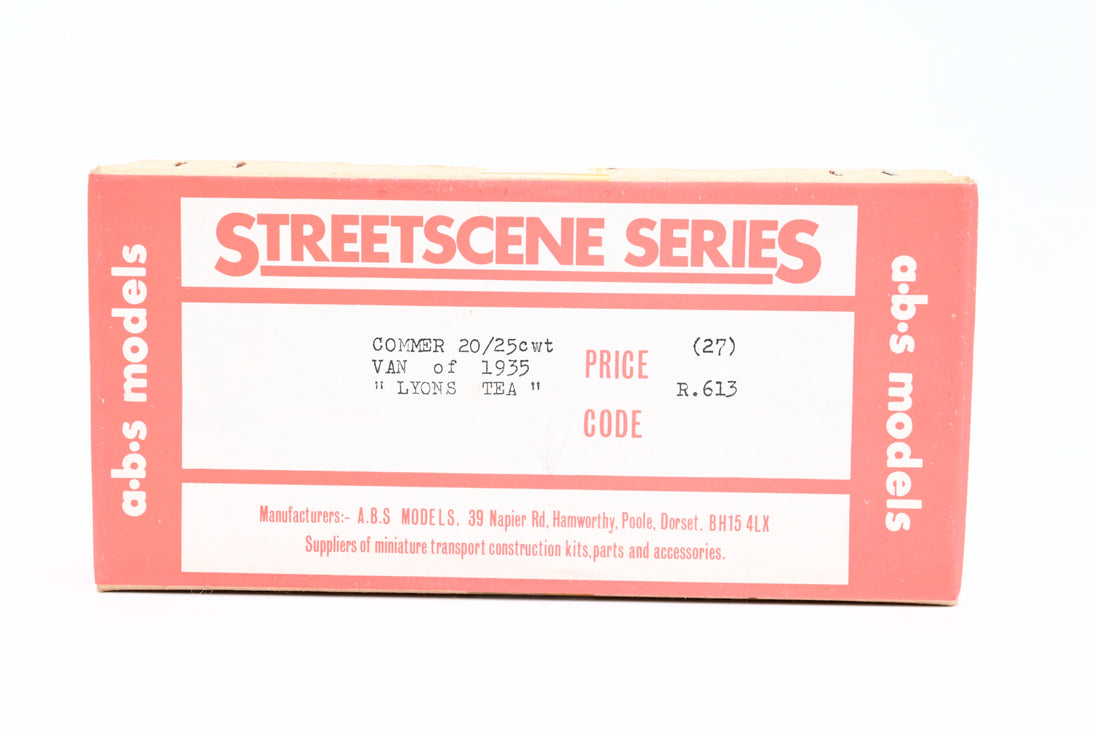 STREETSCENE SERIES
a·b·s models
COMMER 20/25cwt
VAN of 1935
" LYONS TEA "
PRICE (27)
R.613
CODE
a·b·s models
Manufacturers:- A.B.S MODELS, 39 Napier Rd, Hamworthy, Poole, Dorset. BH15 4LX
Suppliers of miniature transport construction kits,parts and accessories.